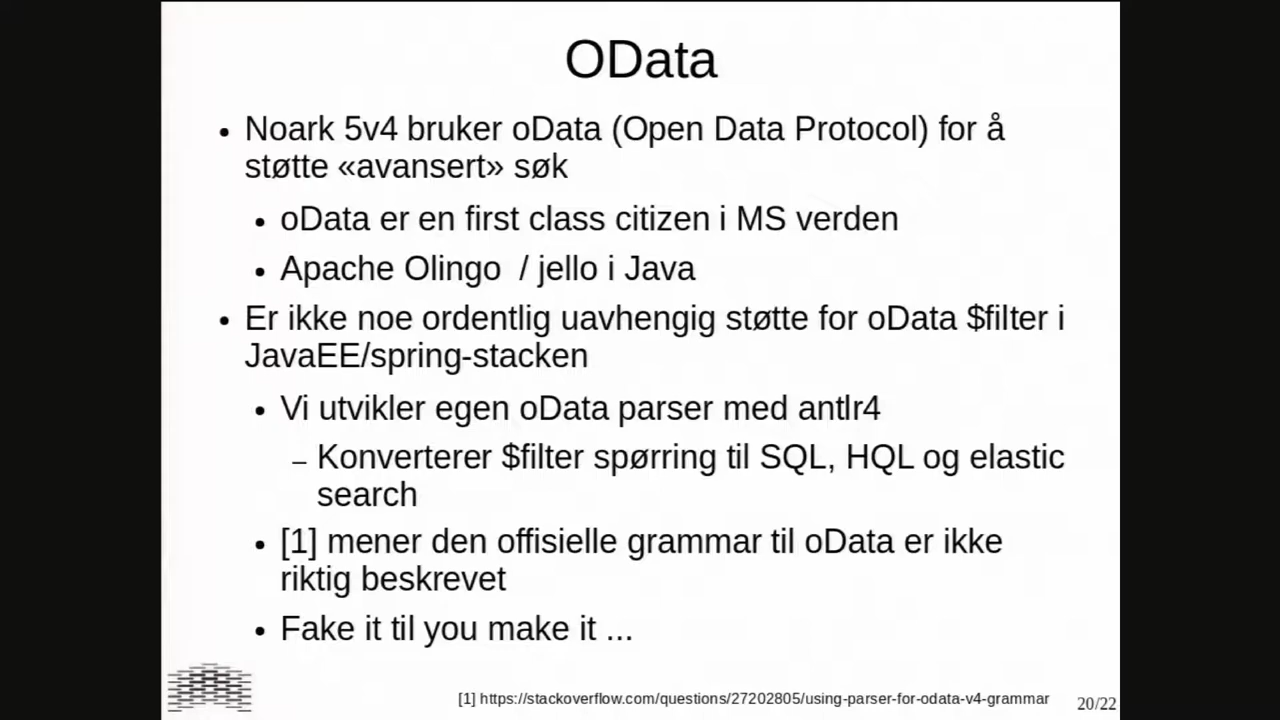 OData
• Noark 5v4 bruker oData (Open Data Protocol) for å
støtte «avansert» søk
• oData er en first class citizen i MS verden
• Apache Olingo / jello i Java
• Er ikke noe ordentlig uavhengig støtte for oData $filter i
JavaEE/spring-stacken
• Vi utvikler egen oData parser med antlr4
– Konverterer $filter spørring til SQL, HQL og elastic
search
• [1] mener den offisielle grammar til oData er ikke
riktig beskrevet
• Fake it til you make it ...
[1] https://stackoverflow.com/questions/27202805/using-parser-for-odata-v4-grammar
20/22